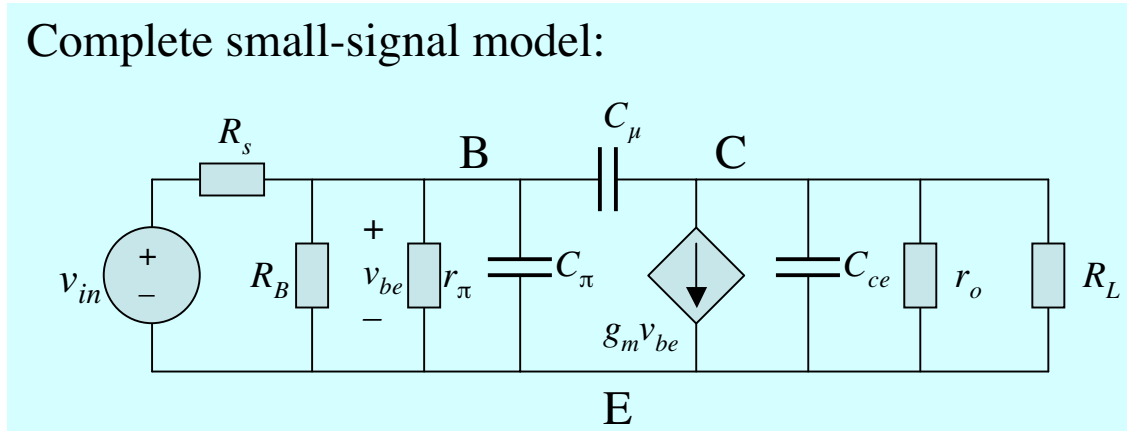 Complete small-signal model:
C_μ
R_s
B
C
+
+
v_in
–
R_B
v_be
r_π
C_π
C_ce
r_o
R_L
–
g_m v_be
E